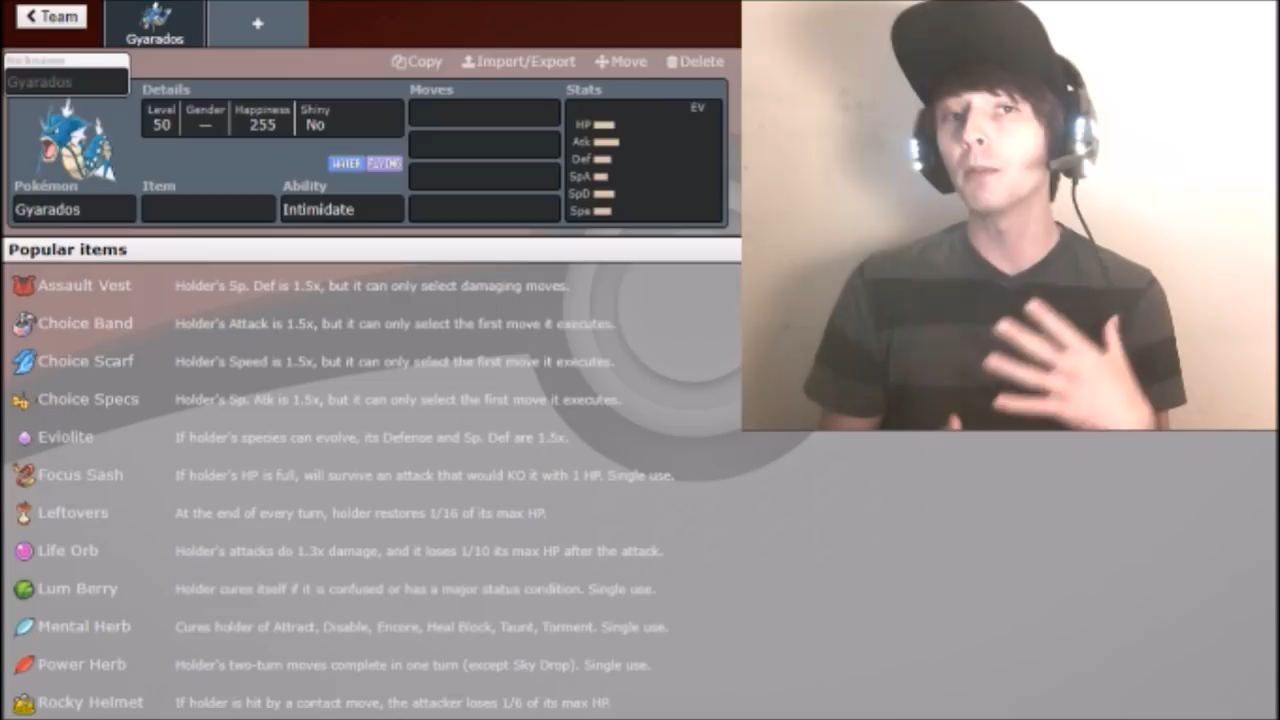 Team
Gyarados
+
Nickname
Gyarados
Copy Import/Export Move Delete
Details
Level Gender Happiness Shiny
50 — 255 No
WATER FLYING
Pokémon Item Ability
Gyarados Intimidate
Moves
Stats
EV
HP
Atk
Def
SpA
SpD
Spe
Popular items
Assault Vest Holder's Sp. Def is 1.5x, but it can only select damaging moves.
Choice Band Holder's Attack is 1.5x, but it can only select the first move it executes.
Choice Scarf Holder's Speed is 1.5x, but it can only select the first move it executes.
Choice Specs Holder's Sp. Atk is 1.5x, but it can only select the first move it executes.
Eviolite If holder's species can evolve, its Defense and Sp. Def are 1.5x.
Focus Sash If holder's HP is full, will survive an attack that would KO it with 1 HP. Single use.
Leftovers At the end of every turn, holder restores 1/16 of its max HP.
Life Orb Holder's attacks do 1.3x damage, and it loses 1/10 its max HP after the attack.
Lum Berry Holder cures itself if it is confused or has a major status condition. Single use.
Mental Herb Cures holder of Attract, Disable, Encore, Heal Block, Taunt, Torment. Single use.
Power Herb Holder's two-turn moves complete in one turn (except Sky Drop). Single use.
Rocky Helmet If holder is hit by a contact move, the attacker loses 1/6 of its max HP.